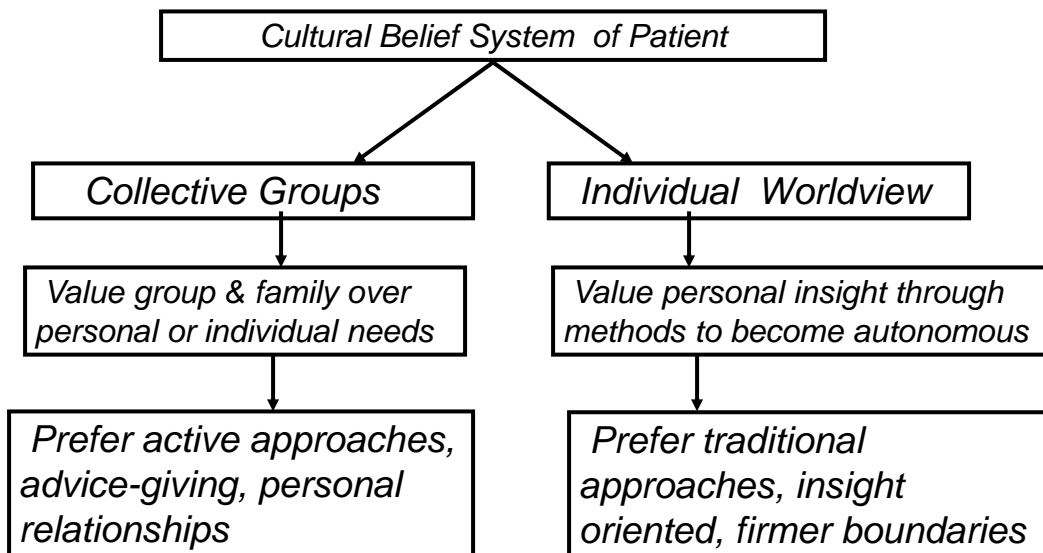 Cultural Belief System of Patient
Collective Groups
Individual Worldview
Value group & family over
personal or individual needs
Value personal insight through
methods to become autonomous
Prefer active approaches,
advice-giving, personal
relationships
Prefer traditional
approaches, insight
oriented, firmer boundaries